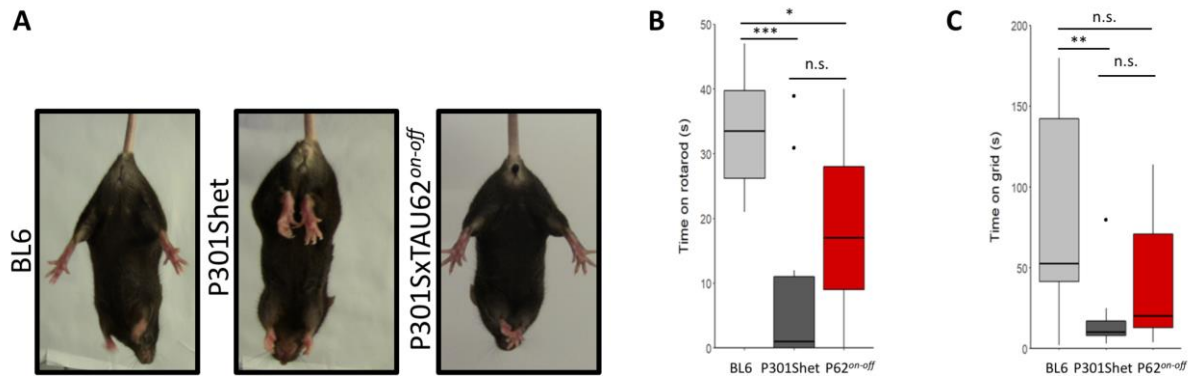 A
BL6
P301Shet
P301SxTAU62on-off
B
Time on rotarod (s)
50
40
30
20
10
0
*
***
n.s.
BL6 P301Shet P62on-off
C
Time on grid (s)
200
150
100
50
0
n.s.
**
n.s.
BL6 P301Shet P62on-off